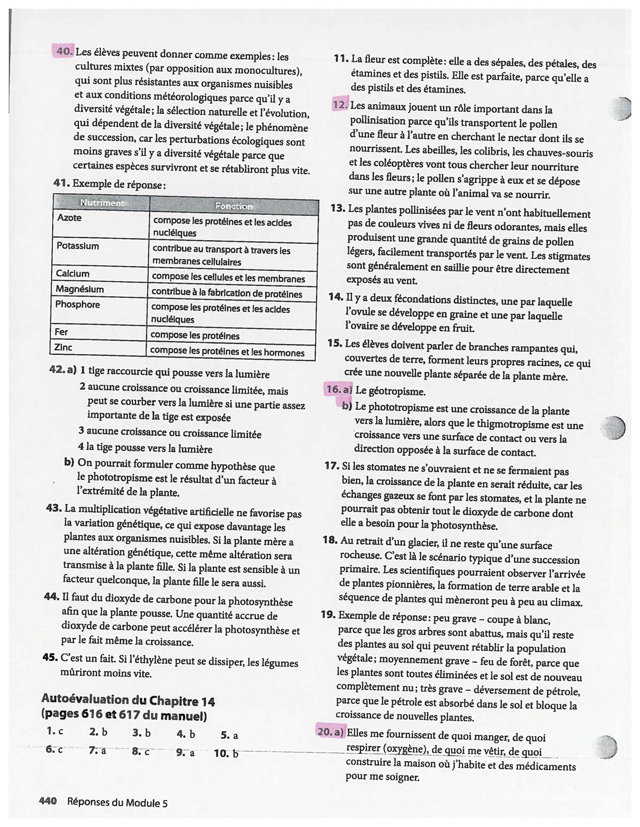 40. Les élèves peuvent donner comme exemples : les
cultures mixtes (par opposition aux monocultures),
qui sont plus résistantes aux organismes nuisibles
et aux conditions météorologiques parce qu'il y a
diversité végétale; la sélection naturelle et l'évolution,
qui dépendent de la diversité végétale; le phénomène
de succession, car les perturbations écologiques sont
moins graves s'il y a diversité végétale parce que
certaines espèces survivront et se rétabliront plus vite.
41. Exemple de réponse :
Nutriment Fonction
Azote compose les protéines et les acides
nucléiques
Potassium contribue au transport à travers les
membranes cellulaires
Calcium compose les cellules et les membranes
Magnésium contribue à la fabrication de protéines
Phosphore compose les protéines et les acides
nucléiques
Fer compose les protéines
Zinc compose les protéines et les hormones
42. a) 1 tige raccourcie qui pousse vers la lumière
2 aucune croissance ou croissance limitée, mais
peut se courber vers la lumière si une partie assez
importante de la tige est exposée
3 aucune croissance ou croissance limitée
4 la tige pousse vers la lumière
b) On pourrait formuler comme hypothèse que
le phototropisme est le résultat d'un facteur à
l'extrémité de la plante.
43. La multiplication végétative artificielle ne favorise pas
la variation génétique, ce qui expose davantage les
plantes aux organismes nuisibles. Si la plante mère a
une altération génétique, cette même altération sera
transmise à la plante fille. Si la plante est sensible à un
facteur quelconque, la plante fille le sera aussi.
44. Il faut du dioxyde de carbone pour la photosynthèse
afin que la plante pousse. Une quantité accrue de
dioxyde de carbone peut accélérer la photosynthèse et
par le fait même la croissance.
45. C'est un fait. Si l'éthylène peut se dissiper, les légumes
mûriront moins vite.
Autoévaluation du Chapitre 14
(pages 616 et 617 du manuel)
1. c 2. b 3. b 4. b 5. a
6. c 7. a 8. c 9. a 10. b
440 Réponses du Module 5
11. La fleur est complète : elle a des sépales, des pétales, des
étamines et des pistils. Elle est parfaite, parce qu'elle a
des pistils et des étamines.
12. Les animaux jouent un rôle important dans la
pollinisation parce qu'ils transportent le pollen
d'une fleur à l'autre en cherchant le nectar dont ils se
nourrissent. Les abeilles, les colibris, les chauves-souris
et les coléoptères vont tous chercher leur nourriture
dans les fleurs; le pollen s'agrippe à eux et se dépose
sur une autre plante où l'animal va se nourrir.
13. Les plantes pollinisées par le vent n'ont habituellement
pas de couleurs vives ni de fleurs odorantes, mais elles
produisent une grande quantité de grains de pollen
légers, facilement transportés par le vent. Les stigmates
sont généralement en saillie pour être directement
exposés au vent.
14. Il y a deux fécondations distinctes, une par laquelle
l'ovule se développe en graine et une par laquelle
l'ovaire se développe en fruit.
15. Les élèves doivent parler de branches rampantes qui,
couvertes de terre, forment leurs propres racines, ce qui
crée une nouvelle plante séparée de la plante mère.
16. a) Le géotropisme.
b) Le phototropisme est une croissance de la plante
vers la lumière, alors que le thigmotropisme est une
croissance vers une surface de contact ou vers la
direction opposée à la surface de contact.
17. Si les stomates ne s'ouvraient et ne se fermaient pas
bien, la croissance de la plante en serait réduite, car les
échanges gazeux se font par les stomates, et la plante ne
pourrait pas obtenir tout le dioxyde de carbone dont
elle a besoin pour la photosynthèse.
18. Au retrait d'un glacier, il ne reste qu'une surface
rocheuse. C'est là le scénario typique d'une succession
primaire. Les scientifiques pourraient observer l'arrivée
de plantes pionnières, la formation de terre arable et la
séquence de plantes qui mèneront peu à peu au climax.
19. Exemple de réponse : peu grave – coupe à blanc,
parce que les gros arbres sont abattus, mais qu'il reste
des plantes au sol qui peuvent rétablir la population
végétale; moyennement grave – feu de forêt, parce que
les plantes sont toutes éliminées et le sol est de nouveau
complètement nu; très grave – déversement de pétrole,
parce que le pétrole est absorbé dans le sol et bloque la
croissance de nouvelles plantes.
20. a) Elles me fournissent de quoi manger, de quoi
respirer (oxygène), de quoi me vêtir, de quoi
construire la maison où j'habite et des médicaments
pour me soigner.